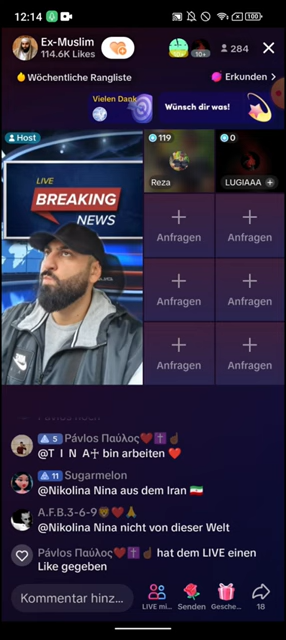 12:14
100
Ex-Muslim
114.6K Likes
10+
284
Wöchentliche Rangliste
Erkunden >
Vielen Dank
Wünsch dir was!
Host
119
0
LIVE
BREAKING
NEWS
Reza
LUGIAAA +
Anfragen
Anfragen
Anfragen
Anfragen
Anfragen
Anfragen
5 Pávlos Παύλος❤️✝️☝🏾
@T I N A✝ bin arbeiten ❤️
11 Sugarmelon
@Nikolina Nina aus dem Iran 🇮🇷
A.F.B.3-6-9🦁❤️🙏
@Nikolina Nina nicht von dieser Welt
Pávlos Παύλος❤️✝️☝🏾 hat dem LIVE einen
Like gegeben
Kommentar hinz...
LIVE mi...
Senden
Gesche...
18